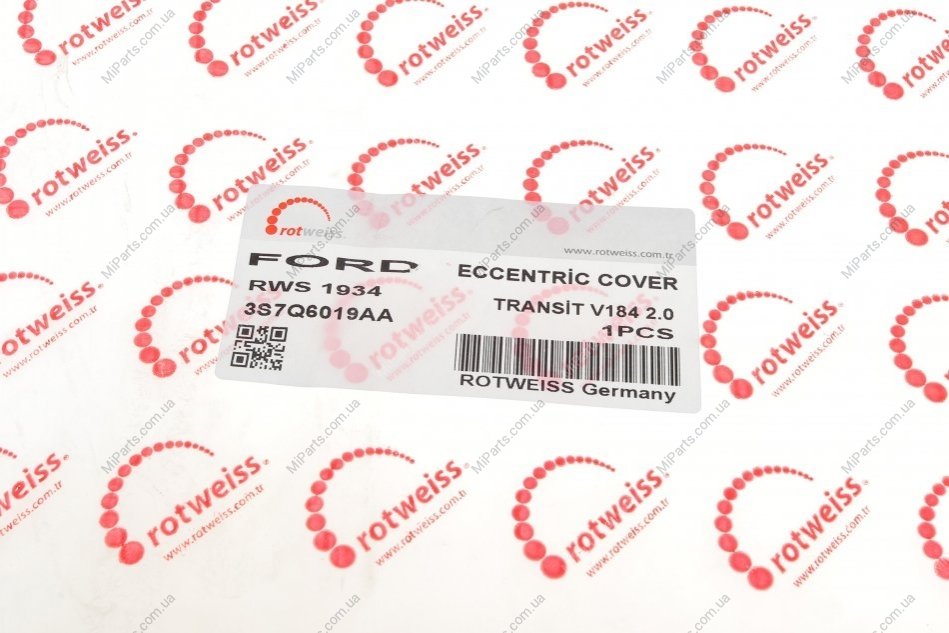 rotweiss.
www.rotweiss.com.tr
FORD
ECCENTRİC COVER
RWS 1934
TRANSİT V184 2.0
3S7Q6019AA
1PCS
ROTWEISS Germany
rotweiss.
www.rotweiss.com.tr
MiParts.com.ua